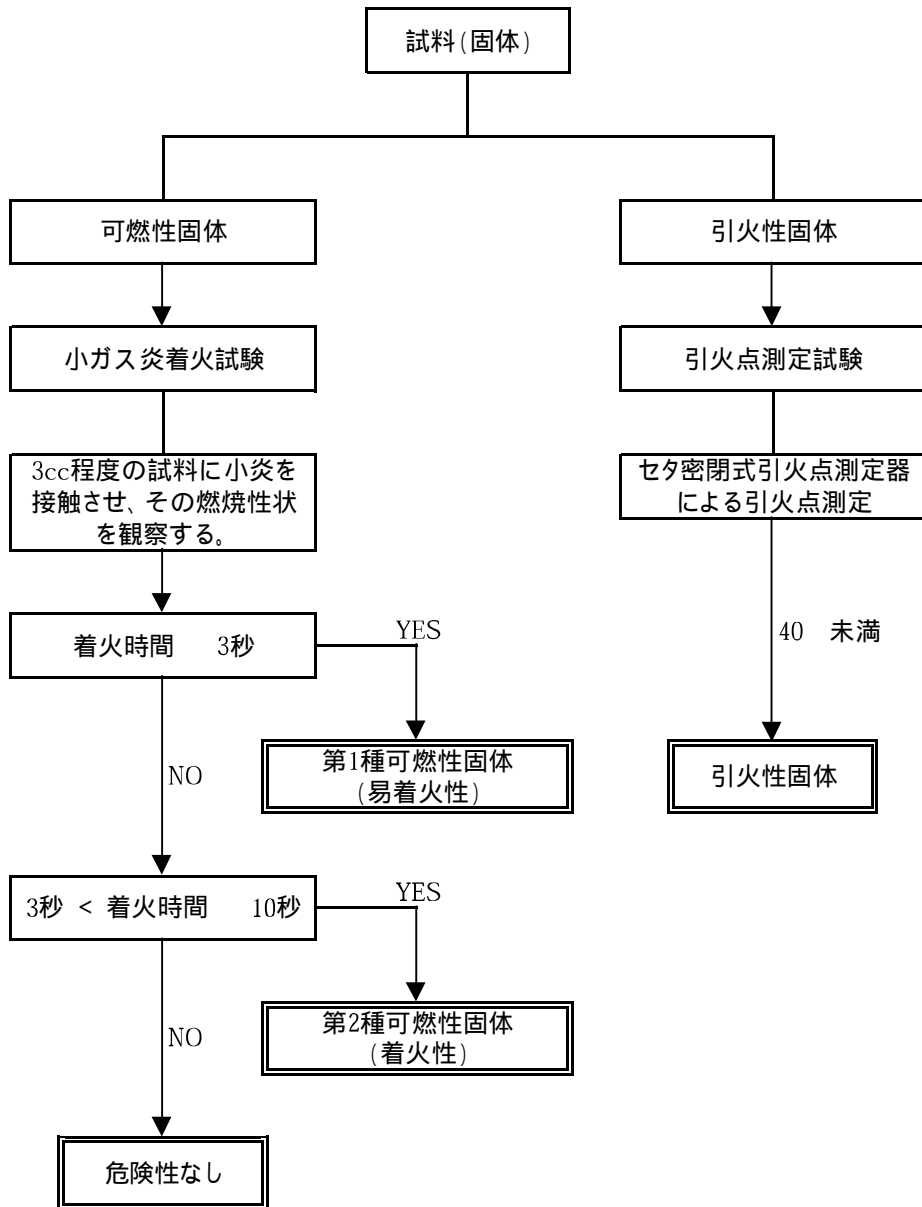 試料(固体)
可燃性固体
引火性固体
小ガス炎着火試験
引火点測定試験
3cc程度の試料に小炎を
接触させ、その燃焼性状
を観察する。
セタ密閉式引火点測定器
による引火点測定
着火時間 3秒
YES
40 未満
第1種可燃性固体
(易着火性)
引火性固体
NO
3秒 < 着火時間 10秒
YES
第2種可燃性固体
(着火性)
NO
危険性なし